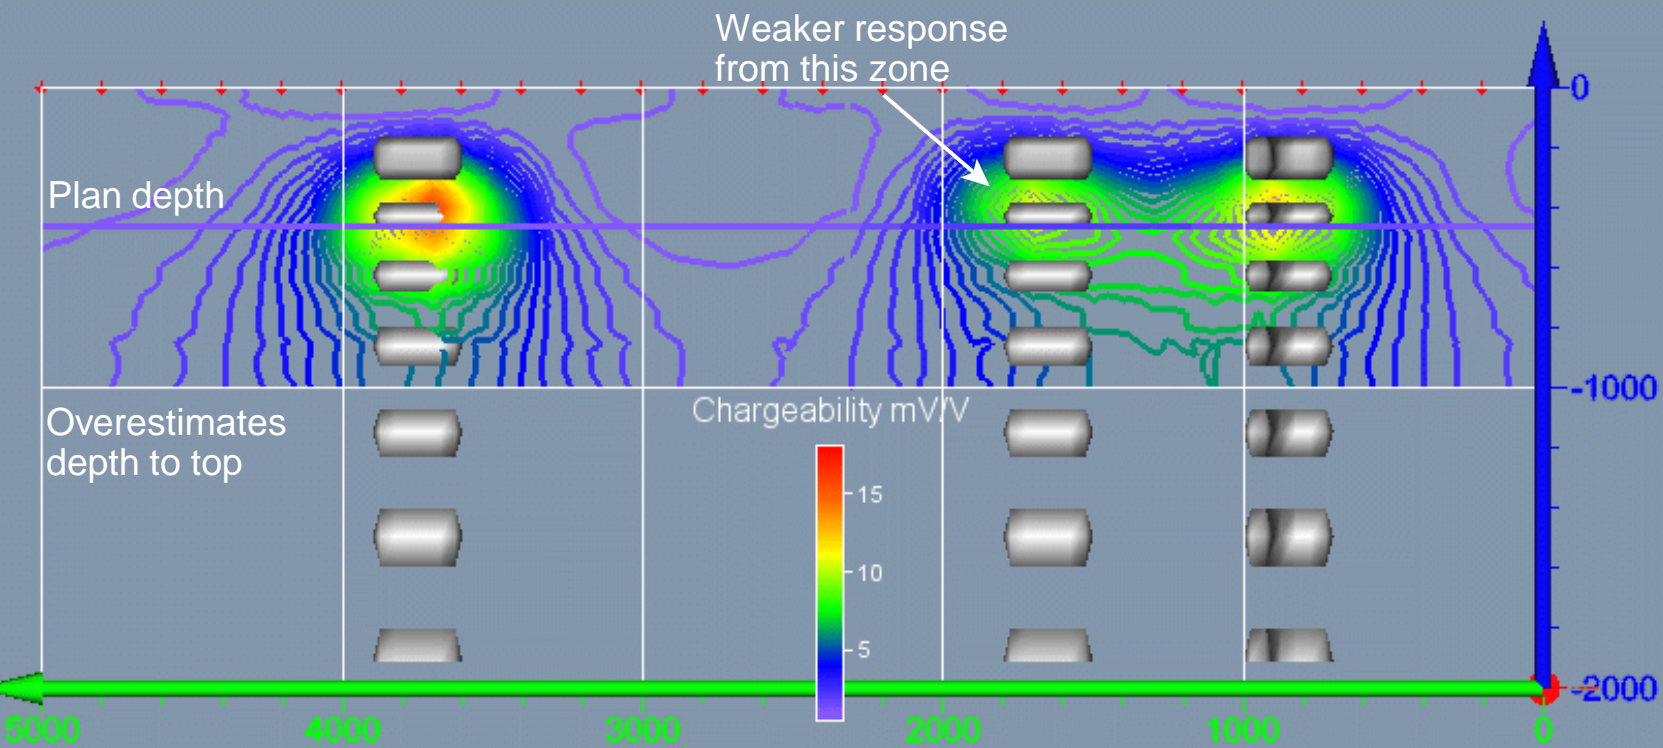 Weaker response
from this zone
0
Plan depth
-1000
Chargeability mV/V
Overestimates
depth to top
15
10
5
-2000
5000
4000
3000
2000
1000
0